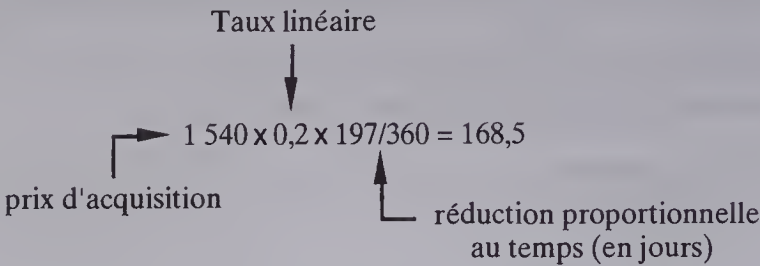 Taux linéaire
1 540 x 0,2 x 197/360 = 168,5
prix d'acquisition
réduction proportionnelle
au temps (en jours)